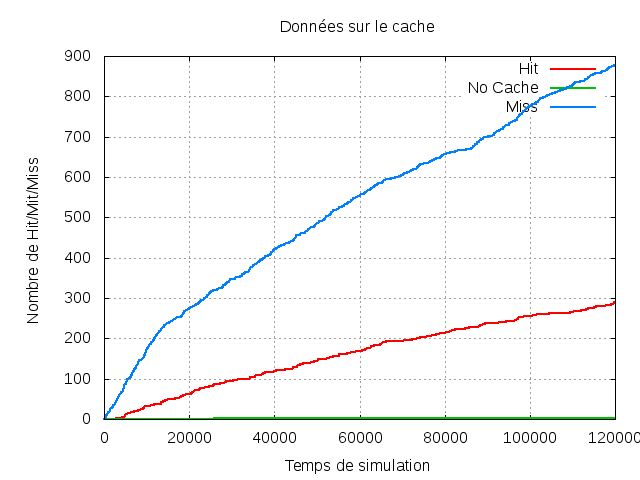 Données sur le cache
Nombre de Hit/Mit/Miss
900
800
700
600
500
400
300
200
100
0
Hit
No Cache
Miss
0 20000 40000 60000 80000 100000 120000
Temps de simulation